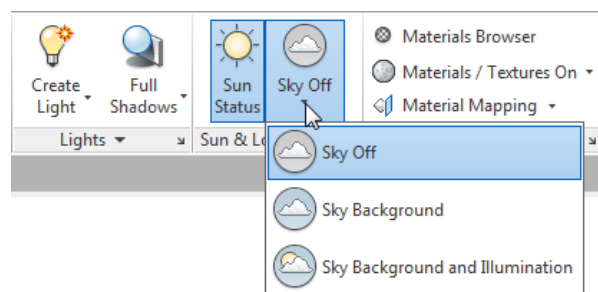 Create Light
Full Shadows
Sun Status
Sky Off
Materials Browser
Materials / Textures On
Material Mapping
Lights
Sun & Lo
Sky Off
Sky Background
Sky Background and Illumination